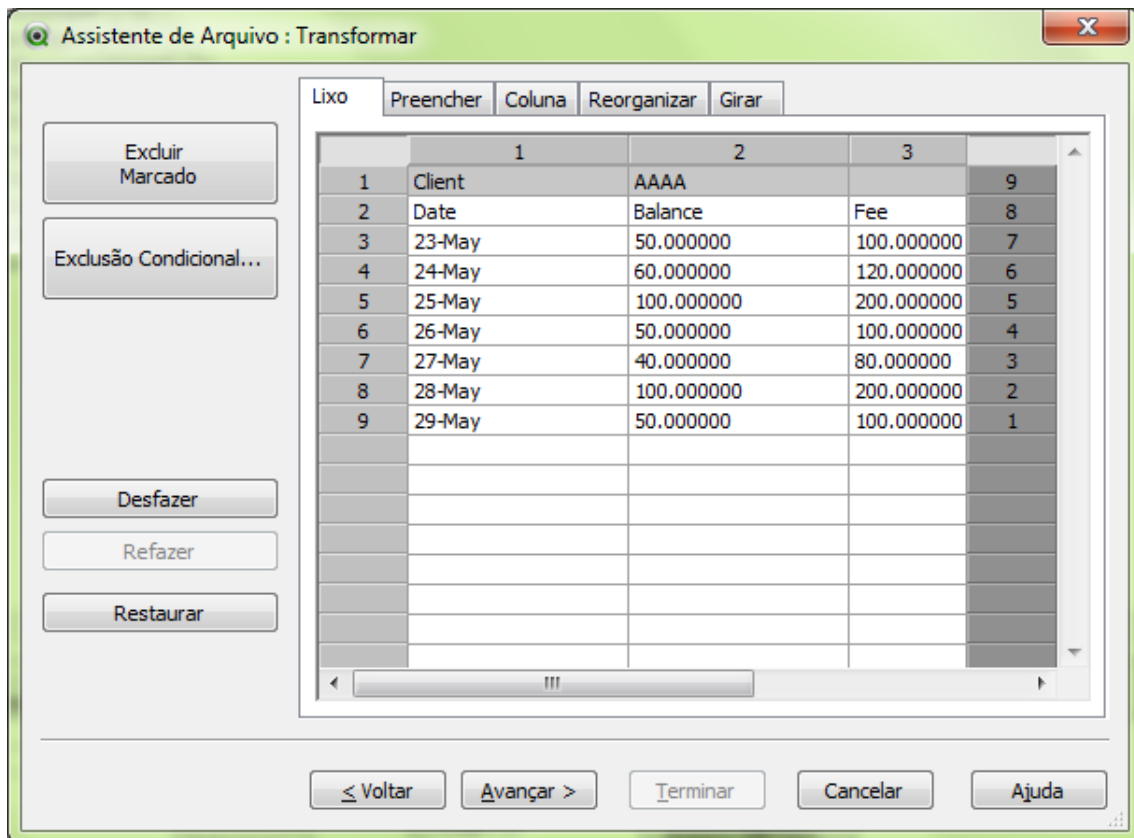 Assistente de Arquivo : Transformar
Lixo Preencher Coluna Reorganizar Girar
Excluir
Marcado
Exclusão Condicional...
Desfazer
Refazer
Restaurar
1 2 3
1 Client AAAA 9
2 Date Balance Fee 8
3 23-May 50.000000 100.000000 7
4 24-May 60.000000 120.000000 6
5 25-May 100.000000 200.000000 5
6 26-May 50.000000 100.000000 4
7 27-May 40.000000 80.000000 3
8 28-May 100.000000 200.000000 2
9 29-May 50.000000 100.000000 1
< Voltar Avançar > Terminar Cancelar Ajuda